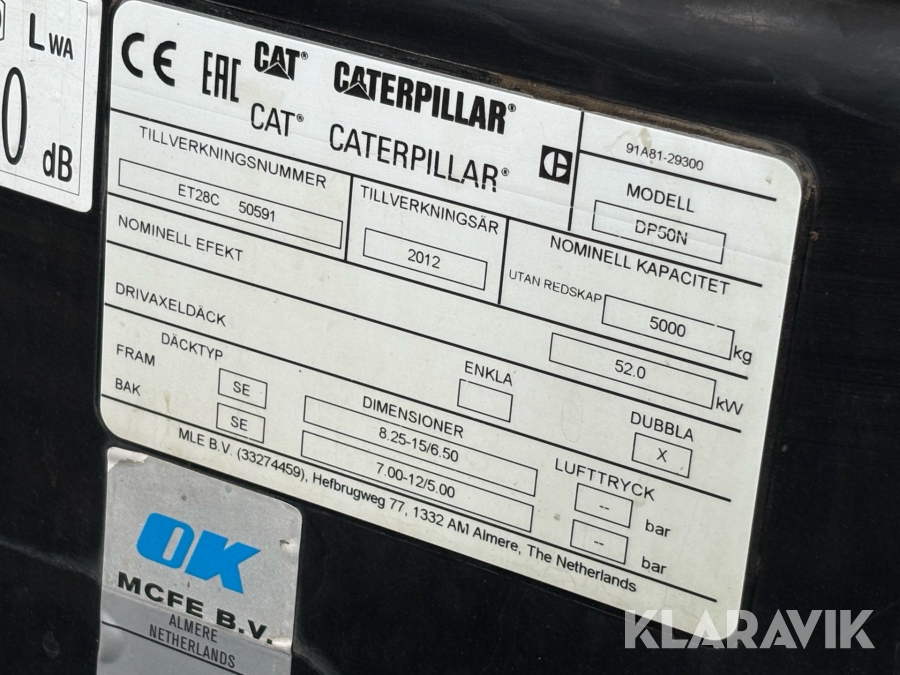 LWA
0
dB
CE EAC CAT® CATERPILLAR®
CAT® CATERPILLAR®
91A81-29300
TILLVERKNINGSNUMMER
ET28C 50591
TILLVERKNINGSÅR
2012
MODELL
DP50N
NOMINELL KAPACITET
UTAN REDSKAP 5000 kg
NOMINELL EFEKT 52.0 kW
DRIVAXELDÄCK ENKLA DUBBLA X
DÄCKTYP DIMENSIONER LUFTTRYCK
FRAM SE 8.25-15/6.50 -- bar
BAK SE 7.00-12/5.00 -- bar
MLE B.V. (33274459), Hefbrugweg 77, 1332 AM Almere, The Netherlands
OK
MCFE B.V.
ALMERE
NETHERLANDS
KLARAVIK